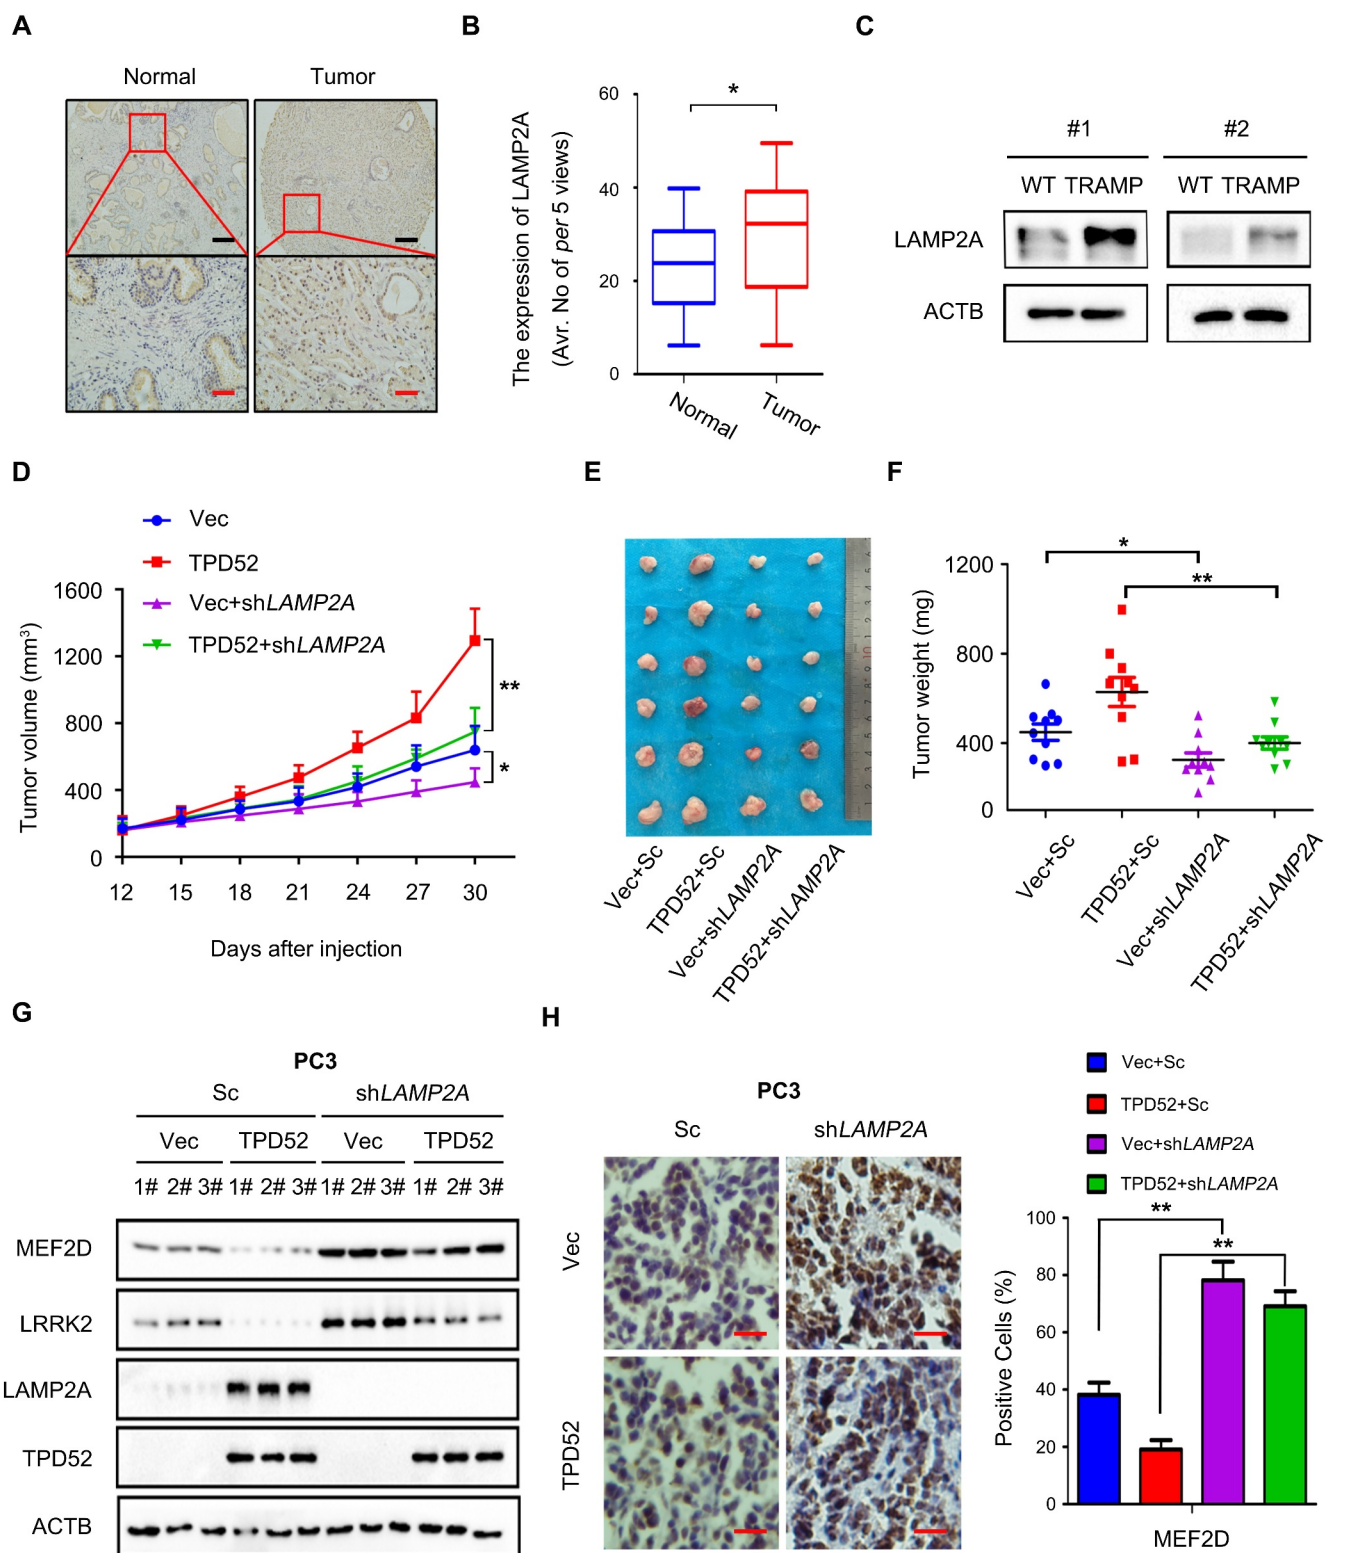 A
Normal
Tumor
B
The expression of LAMP2A
(Avr. No of per 5 views)
60
40
20
0
*
Normal
Tumor
C
#1
#2
WT TRAMP
WT TRAMP
LAMP2A
ACTB
D
Vec
TPD52
Vec+shLAMP2A
TPD52+shLAMP2A
Tumor volume (mm³)
1600
1200
800
400
0
**
*
12 15 18 21 24 27 30
Days after injection
E
Vec+Sc
TPD52+Sc
Vec+shLAMP2A
TPD52+shLAMP2A
F
Tumor weight (mg)
1200
800
400
0
*
**
Vec+Sc
TPD52+Sc
Vec+shLAMP2A
TPD52+shLAMP2A
G
PC3
Sc
shLAMP2A
Vec TPD52 Vec TPD52
1# 2# 3# 1# 2# 3# 1# 2# 3# 1# 2# 3#
MEF2D
LRRK2
LAMP2A
TPD52
ACTB
H
PC3
Sc
shLAMP2A
Vec
TPD52
Vec+Sc
TPD52+Sc
Vec+shLAMP2A
TPD52+shLAMP2A
Positive Cells (%)
100
80
60
40
20
0
**
**
MEF2D